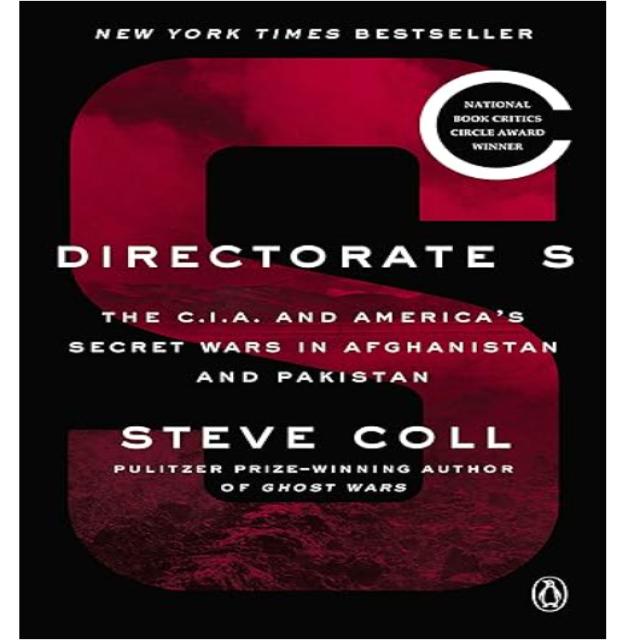 NEW YORK TIMES BESTSELLER
NATIONAL
BOOK CRITICS
CIRCLE AWARD
WINNER
DIRECTORATE S
THE C.I.A. AND AMERICA'S
SECRET WARS IN AFGHANISTAN
AND PAKISTAN
STEVE COLL
PULITZER PRIZE–WINNING AUTHOR
OF GHOST WARS